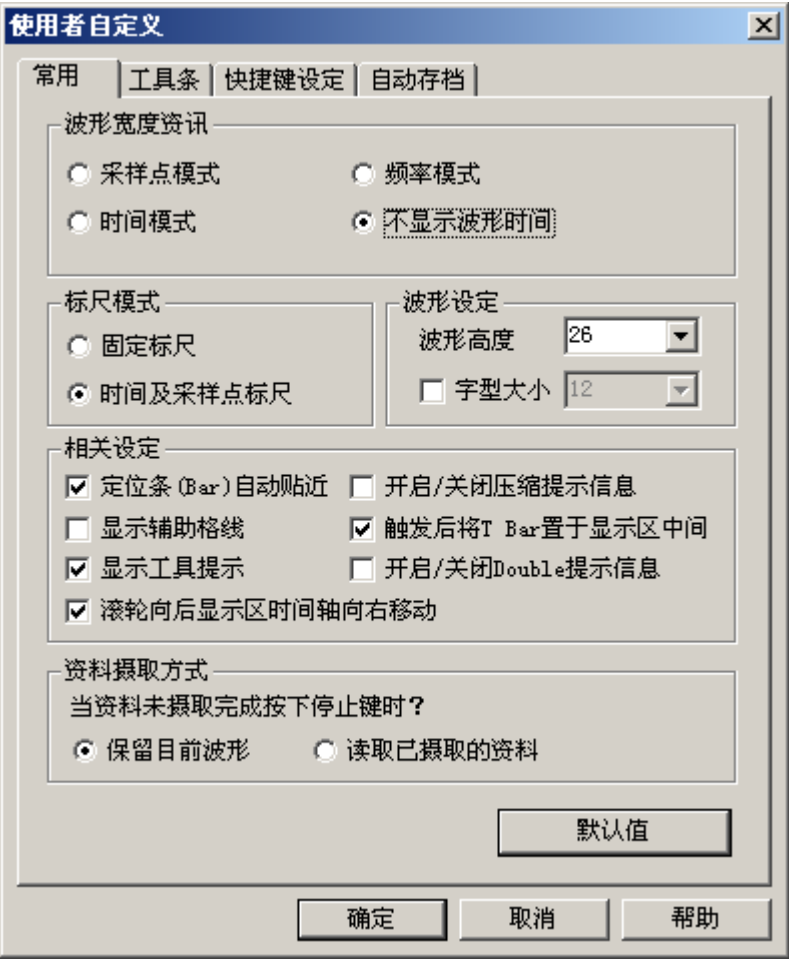 使用者自定义
常用 工具条 快捷键设定 自动存档
波形宽度资讯
采样点模式 频率模式
时间模式 不显示波形时间
标尺模式 波形设定
固定标尺 波形高度 26
时间及采样点标尺 字型大小 12
相关设定
定位条(Bar)自动贴近 开启/关闭压缩提示信息
显示辅助格线 触发后将T Bar置于显示区中间
显示工具提示 开启/关闭Double提示信息
滚轮向后显示区时间轴向右移动
资料摄取方式
当资料未摄取完成按下停止键时?
保留目前波形 读取已摄取的资料
默认值
确定 取消 帮助